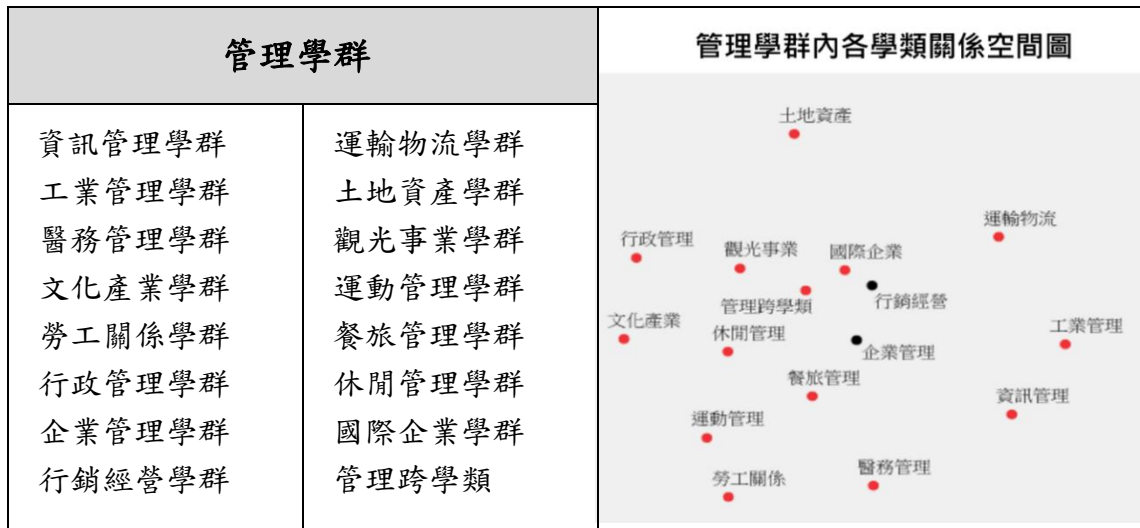 管理學群
資訊管理學群
工業管理學群
醫務管理學群
文化產業學群
勞工關係學群
行政管理學群
企業管理學群
行銷經營學群
運輸物流學群
土地資產學群
觀光事業學群
運動管理學群
餐旅管理學群
休閒管理學群
國際企業學群
管理跨學類
管理學群內各學類關係空間圖
土地資產
運輸物流
行政管理
觀光事業
國際企業
管理跨學類
行銷經營
文化產業
休閒管理
企業管理
工業管理
餐旅管理
資訊管理
運動管理
醫務管理
勞工關係